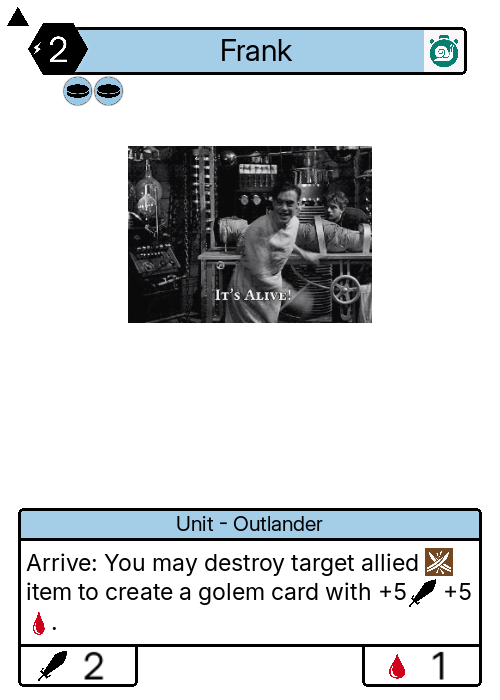 2
Frank
IT'S ALIVE!
Unit - Outlander
Arrive: You may destroy target allied
item to create a golem card with +5 +5
.
2
1